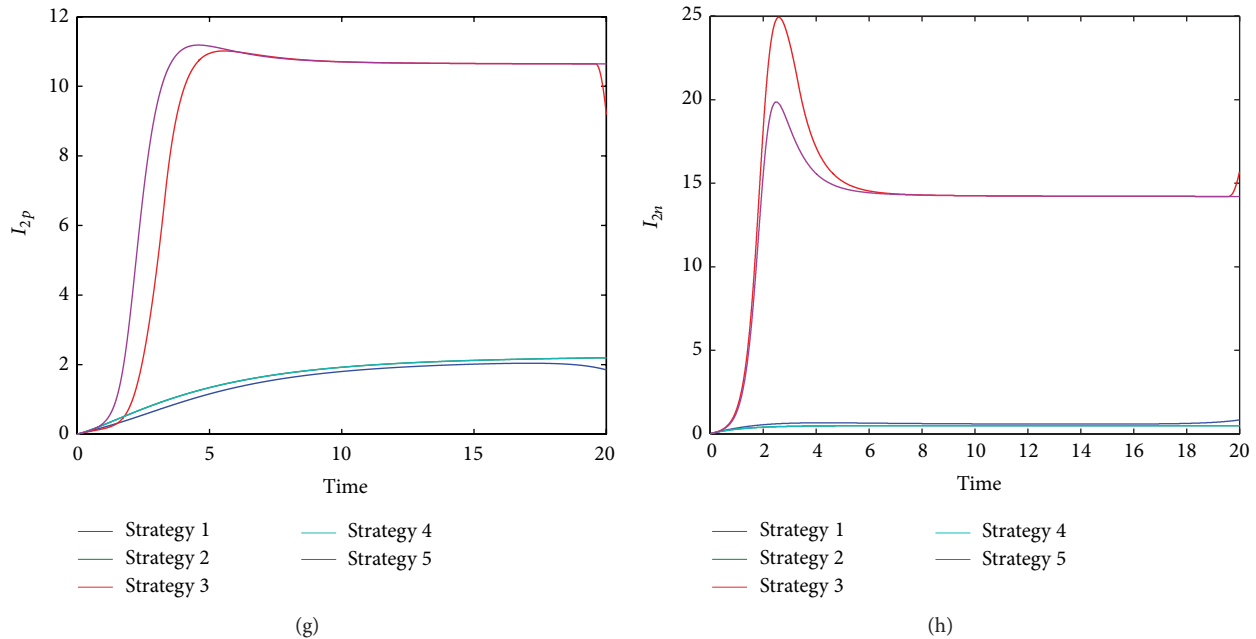 12
10
8
6
4
2
0
I2p
0 5 10 15 20
Time
Strategy 1
Strategy 2
Strategy 3
Strategy 4
Strategy 5
(g)
25
20
15
10
5
0
I2n
0 2 4 6 8 10 12 14 16 18 20
Time
Strategy 1
Strategy 2
Strategy 3
Strategy 4
Strategy 5
(h)